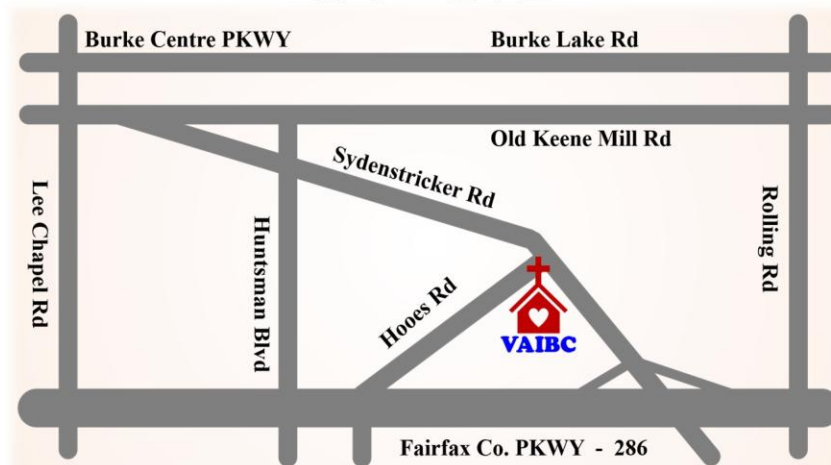 Burke Centre PKWY
Burke Lake Rd
Old Keene Mill Rd
Sydenstricker Rd
Lee Chapel Rd
Huntsman Blvd
Hooes Rd
Rolling Rd
VAIBC
Fairfax Co. PKWY - 286